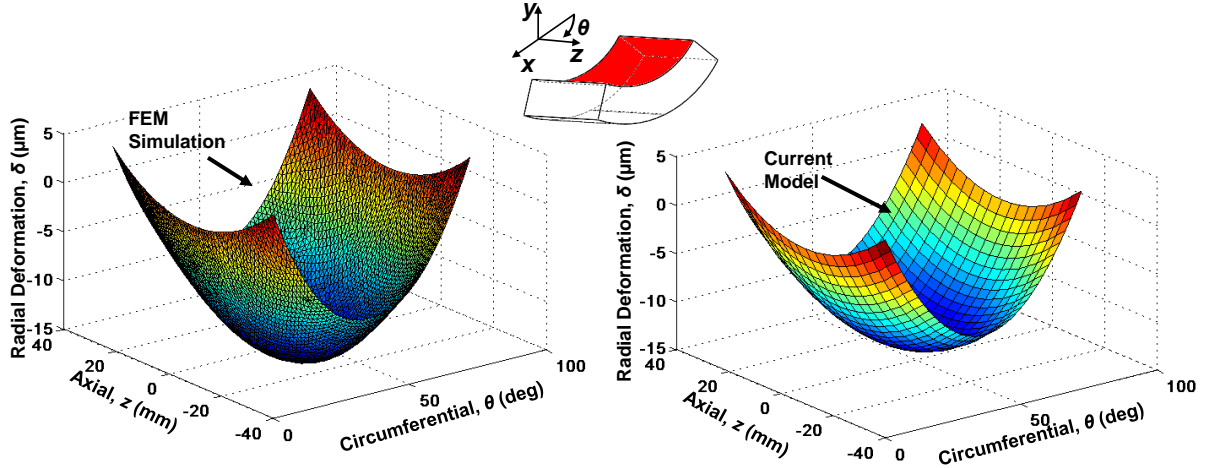 y
θ
z
x
FEM
Simulation
Radial Deformation, δ (μm)
5
0
-5
-10
-15
40
20
0
-20
-40
Axial, z (mm)
0
50
100
Circumferential, θ (deg)
Current
Model
Radial Deformation, δ (μm)
5
0
-5
-10
-15
40
20
0
-20
-40
Axial, z (mm)
0
50
100
Circumferential, θ (deg)